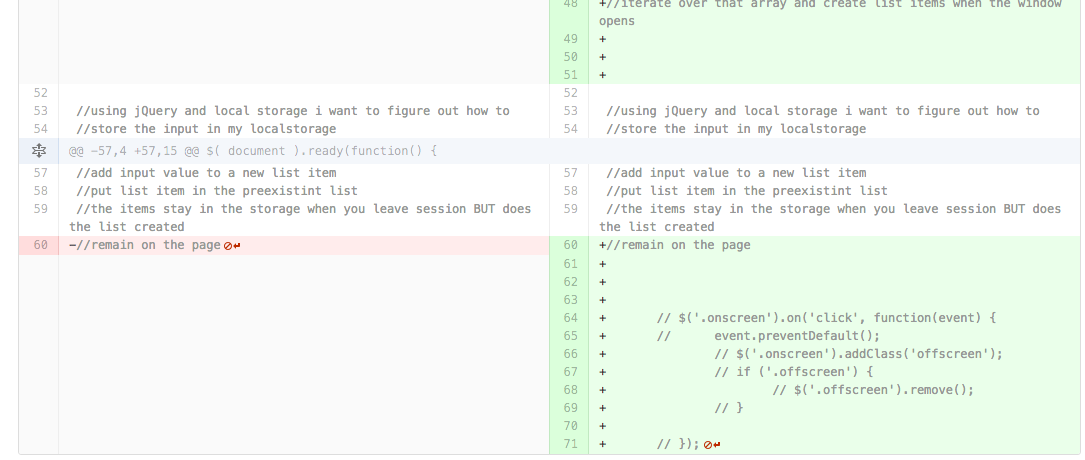 48 +//iterate over that array and create list items when the window
opens
49 +
50 +
51 +
52 52
53 //using jQuery and local storage i want to figure out how to 53 //using jQuery and local storage i want to figure out how to
54 //store the input in my localstorage 54 //store the input in my localstorage
@@ -57,4 +57,15 @@ $( document ).ready(function() {
57 //add input value to a new list item 57 //add input value to a new list item
58 //put list item in the preexistint list 58 //put list item in the preexistint list
59 //the items stay in the storage when you leave session BUT does 59 //the items stay in the storage when you leave session BUT does
the list created the list created
60 -//remain on the page 60 +//remain on the page
61 +
62 +
63 +
64 + // $('.onscreen').on('click', function(event) {
65 + // event.preventDefault();
66 + // $('.onscreen').addClass('offscreen');
67 + // if ('.offscreen') {
68 + // $('.offscreen').remove();
69 + // }
70 +
71 + // });